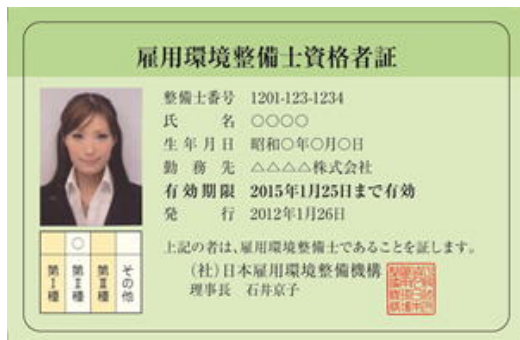 雇用環境整備士資格者証
整備士番号 1201-123-1234
氏名 ○○○○
生年月日 昭和○年○月○日
勤務先 △△△△株式会社
有効期限 2015年1月25日まで有効
発行 2012年1月26日
○
第Ⅰ種 第Ⅱ種 第Ⅲ種 その他
上記の者は、雇用環境整備士であることを証します。
(社)日本雇用環境整備機構
理事長 石井京子